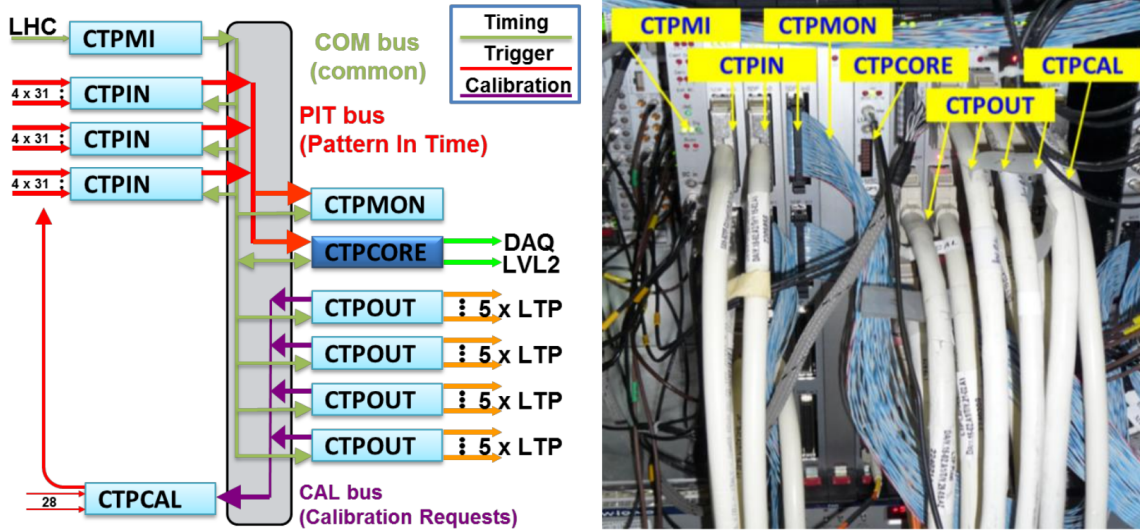 LHC
CTPMI
4 x 31
CTPIN
4 x 31
CTPIN
4 x 31
CTPIN
COM bus
(common)
PIT bus
(Pattern In Time)
Timing
Trigger
Calibration
CTPMON
CTPCORE
DAQ
LVL2
CTPOUT
5 x LTP
CTPOUT
5 x LTP
CTPOUT
5 x LTP
CTPOUT
5 x LTP
28
CTPCAL
CAL bus
(Calibration Requests)
CTPMI
CTPMON
CTPIN
CTPCORE
CTPCAL
CTPOUT